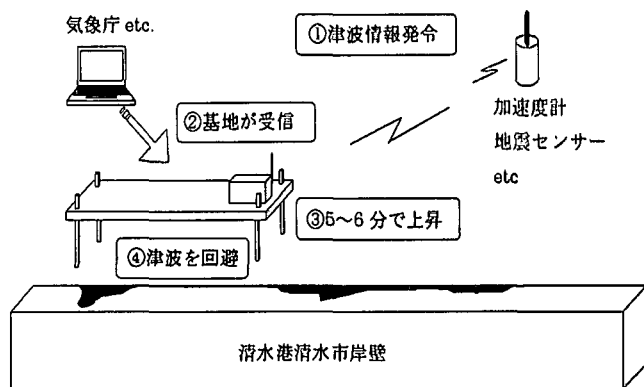 気象庁 etc.
①津波情報発令
加速度計
地震センサー
etc
②基地が受信
③5〜6 分で上昇
④津波を回避
清水港清水市岸壁